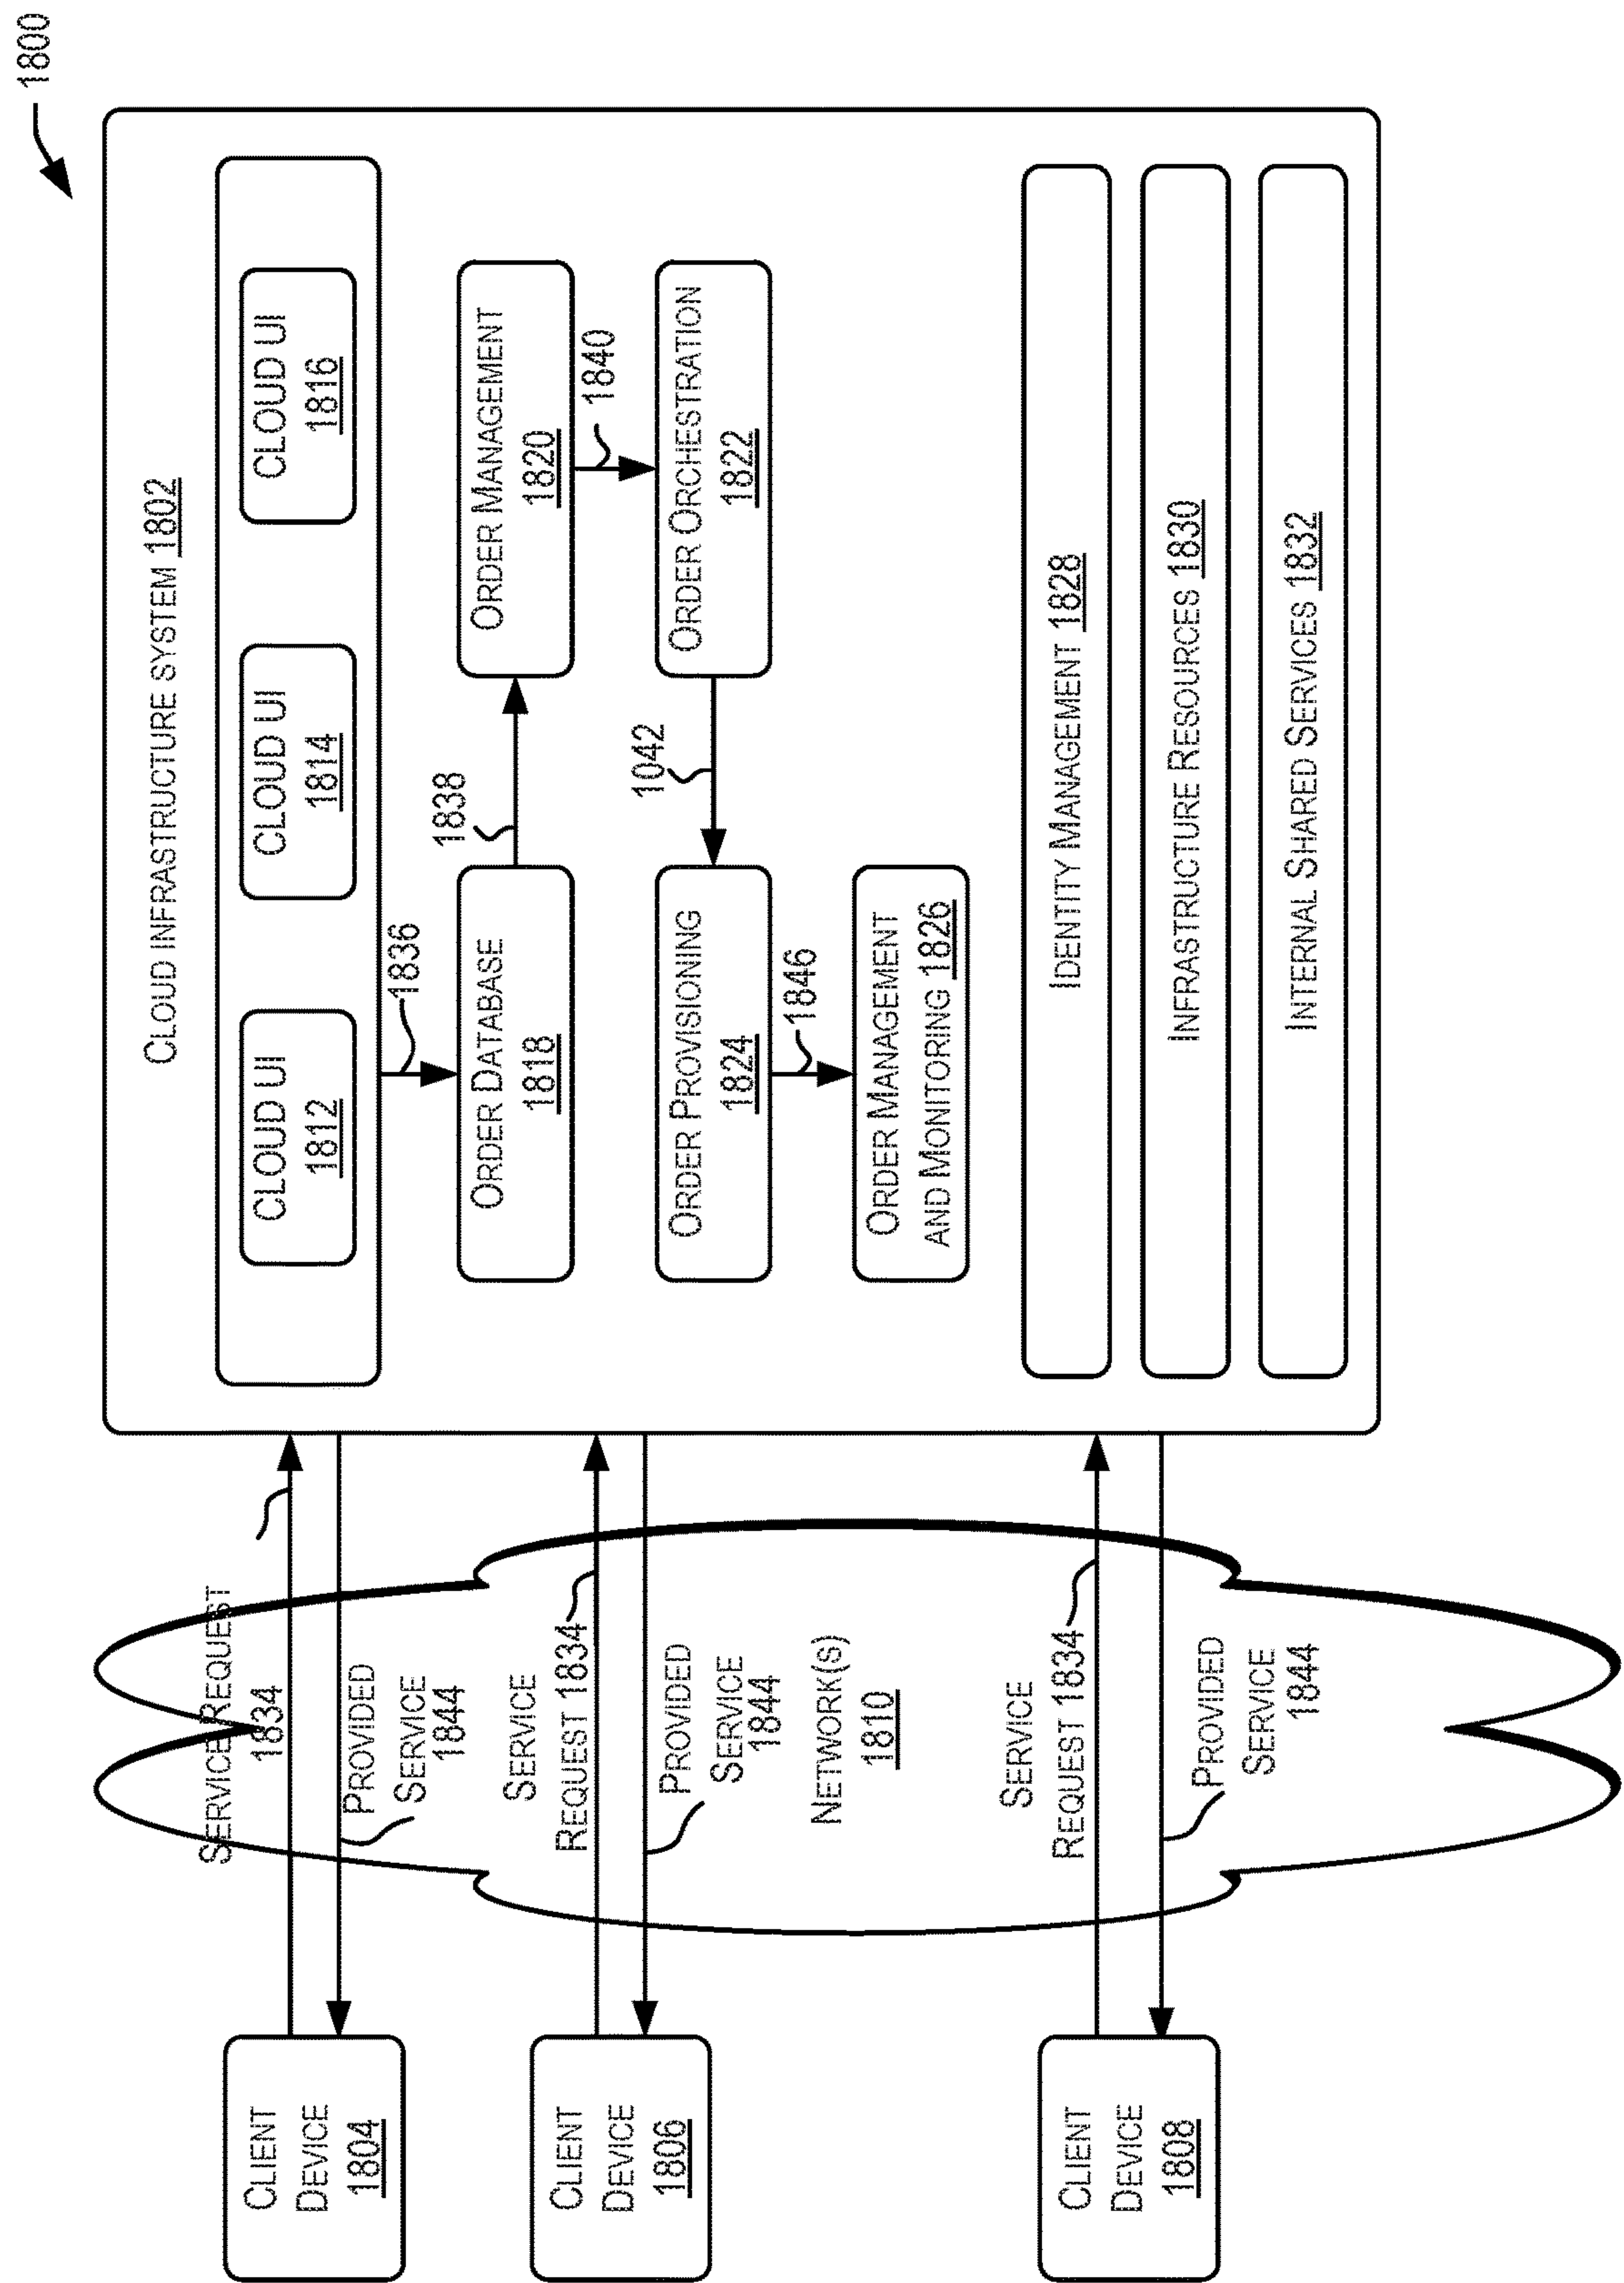 1800
CLOUD INFRASTRUCTURE SYSTEM 1802
CLOUD UI
1812
CLOUD UI
1814
CLOUD UI
1816
1836
ORDER DATABASE
1818
1838
ORDER MANAGEMENT
1820
1840
ORDER ORCHESTRATION
1822
1042
ORDER PROVISIONING
1824
1846
ORDER MANAGEMENT
AND MONITORING 1826
IDENTITY MANAGEMENT 1828
INFRASTRUCTURE RESOURCES 1830
INTERNAL SHARED SERVICES 1832
SERVICE REQUEST
1834
PROVIDED
SERVICE
1844
SERVICE
REQUEST 1834
PROVIDED
SERVICE
1844
NETWORK(S)
1810
SERVICE
REQUEST 1834
PROVIDED
SERVICE
1844
CLIENT
DEVICE
1804
CLIENT
DEVICE
1806
CLIENT
DEVICE
1808